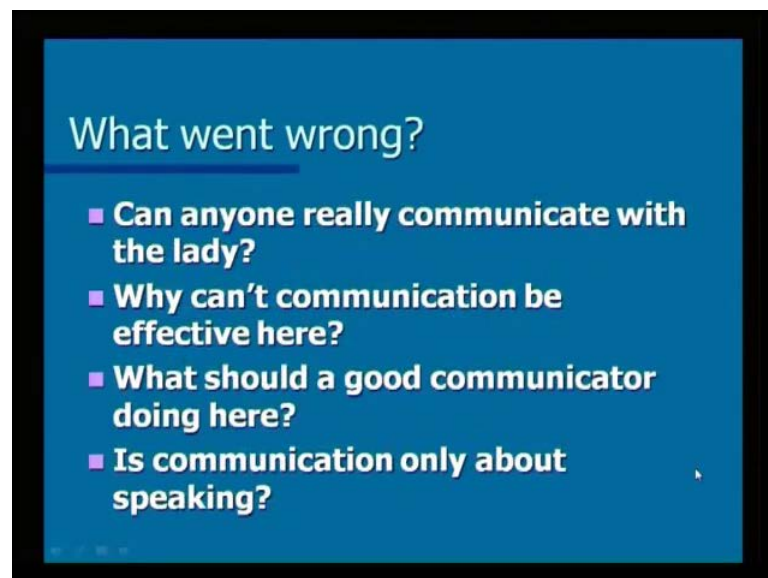 What went wrong?
Can anyone really communicate with
the lady?
Why can't communication be
effective here?
What should a good communicator
doing here?
Is communication only about
speaking?